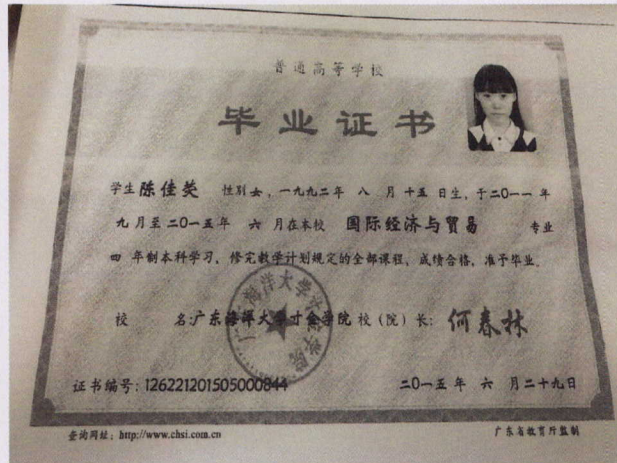 普通高等学校
毕业证书
学生 陈佳荧 性别 女，一九九二年 八 月 十五 日生，于二〇一一 年
九 月至二〇一五年 六 月在本校 国际经济与贸易 专业
四 年制本科学习，修完教学计划规定的全部课程，成绩合格，准予毕业。
校 名：广东海洋大学寸金学院 校（院）长：何春林
证书编号：126221201505000844 二〇一五年 六 月二十九日
查询网址：http://www.chsi.com.cn 广东省教育厅监制